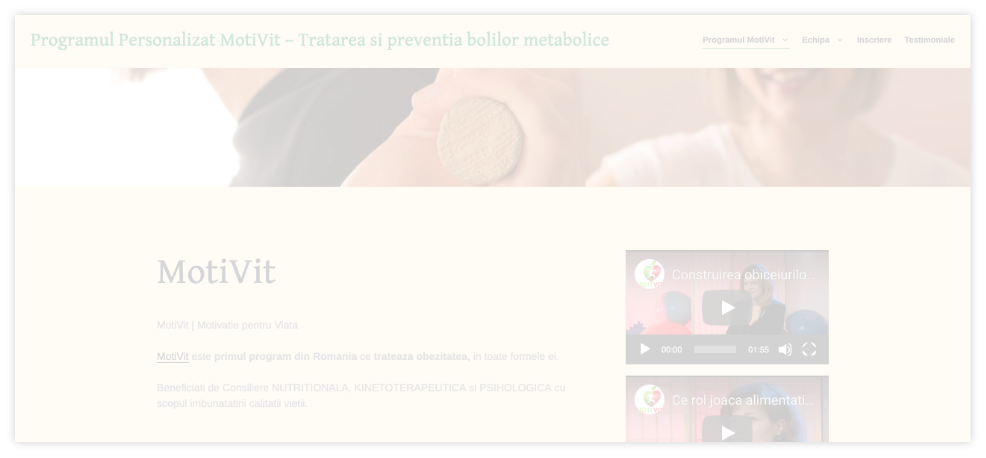 Programul Personalizat MotiVit – Tratarea si preventia bolilor metabolice
Programul MotiVit Echipa Inscriere Testimoniale
MotiVit
MotiVit | Motivatie pentru Viata
MotiVit este primul program din Romania ce trateaza obezitatea, in toate formele ei.
Beneficiati de Consiliere NUTRITIONALA, KINETOTERAPEUTICA si PSIHOLOGICA cu
scopul imbunatatirii calitatii vietii.
Construirea obiceiurilo...
00:00 01:55
Ce rol joaca alimentati...